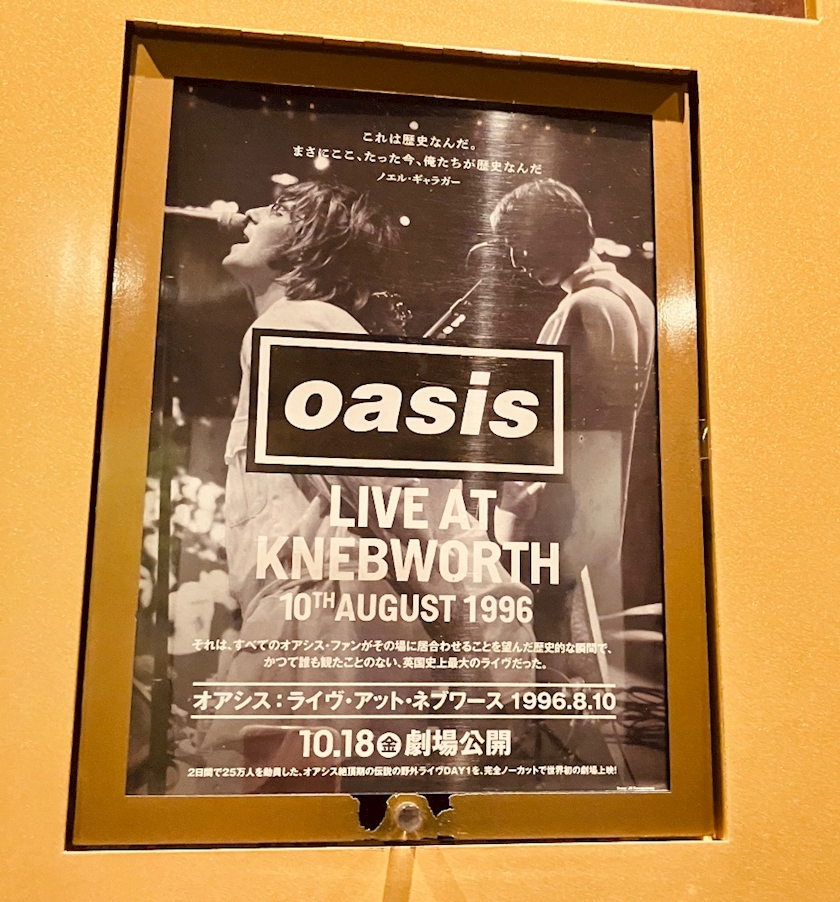 これは歴史なんだ。
まさにここ、たった今、俺たちが歴史なんだ
ノエル・ギャラガー
oasis
LIVE AT
KNEBWORTH
10TH AUGUST 1996
それは、すべてのオアシス・ファンがその場に居合わせることを望んだ歴史的な瞬間で、
かつて誰も観たことのない、英国史上最大のライヴだった。
オアシス：ライヴ・アット・ネブワース 1996.8.10
10.18㊎劇場公開
2日間で25万人を動員した、オアシス絶頂期の伝説の野外ライヴDAY1を、完全ノーカットで世界初の劇場上映!